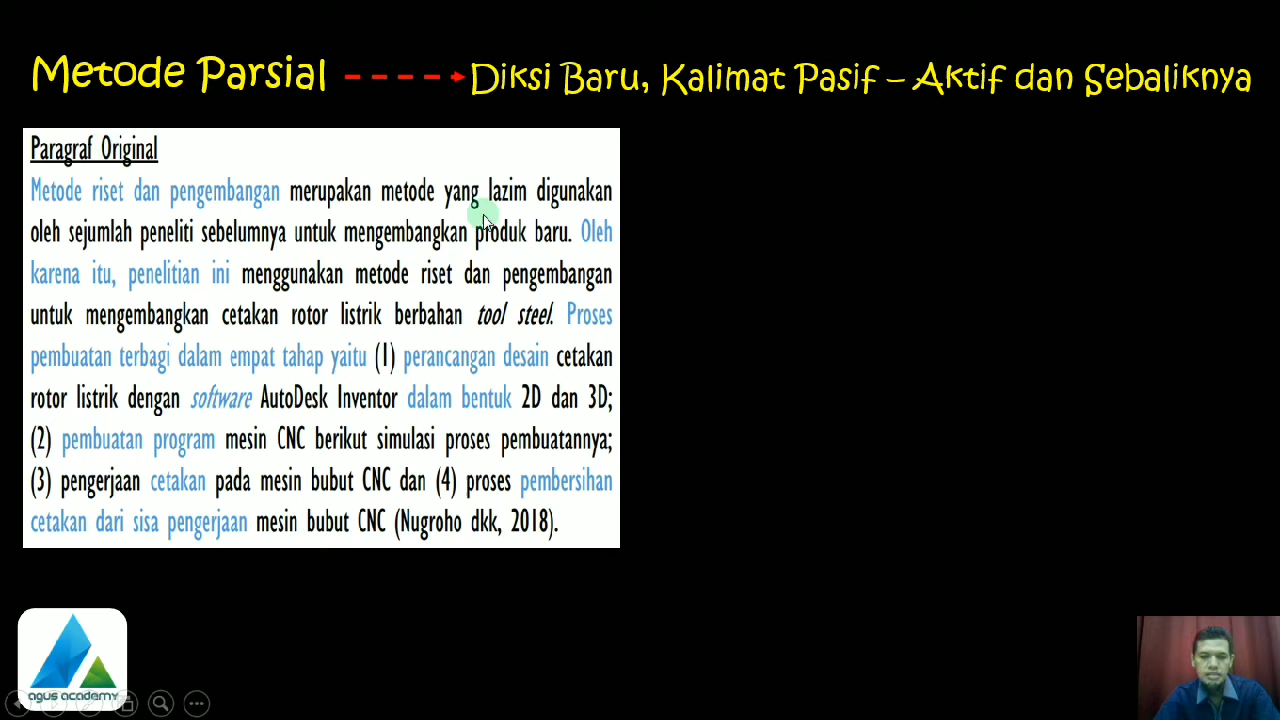 Metode Parsial
Diksi Baru, Kalimat Pasif – Aktif dan Sebaliknya
Paragraf Original
Metode riset dan pengembangan merupakan metode yang lazim digunakan
oleh sejumlah peneliti sebelumnya untuk mengembangkan produk baru. Oleh
karena itu, penelitian ini menggunakan metode riset dan pengembangan
untuk mengembangkan cetakan rotor listrik berbahan tool steel. Proses
pembuatan terbagi dalam empat tahap yaitu (1) perancangan desain cetakan
rotor listrik dengan software AutoDesk Inventor dalam bentuk 2D dan 3D;
(2) pembuatan program mesin CNC berikut simulasi proses pembuatannya;
(3) pengerjaan cetakan pada mesin bubut CNC dan (4) proses pembersihan
cetakan dari sisa pengerjaan mesin bubut CNC (Nugroho dkk, 2018).
agus academy